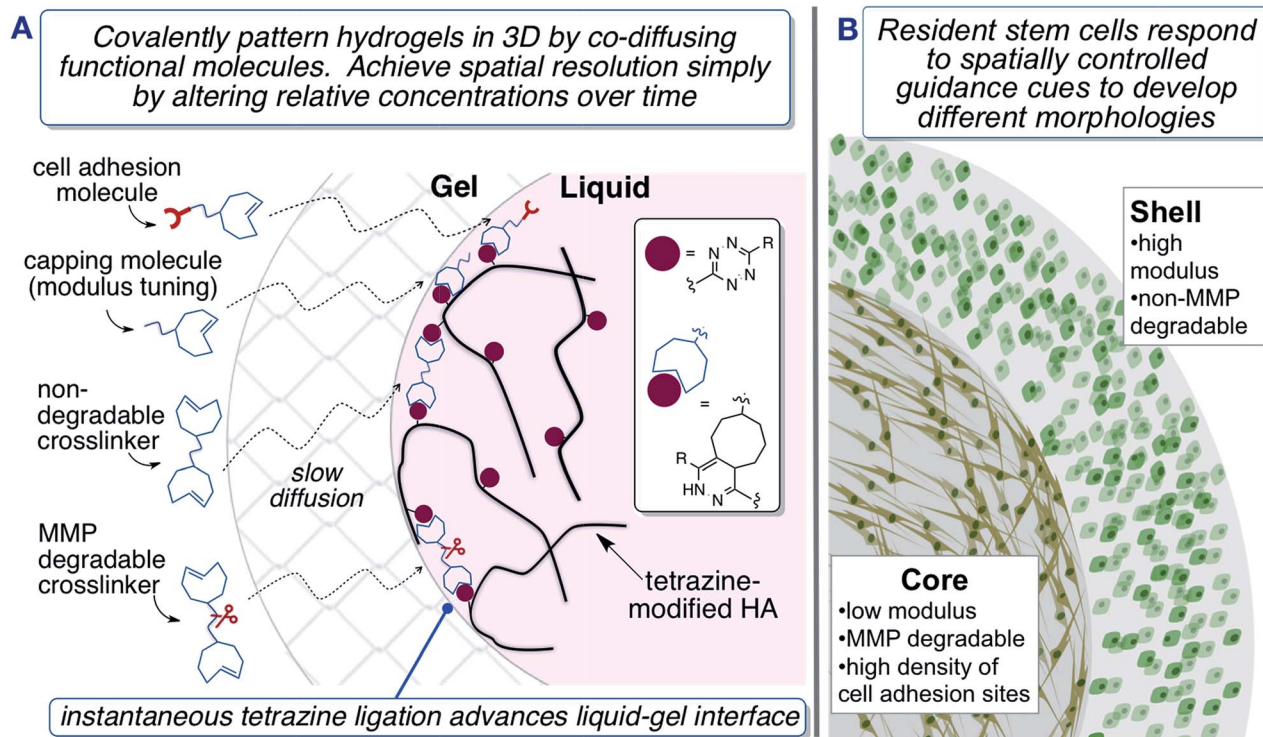 A
Covalently pattern hydrogels in 3D by co-diffusing
functional molecules. Achieve spatial resolution simply
by altering relative concentrations over time
cell adhesion
molecule
capping molecule
(modulus tuning)
non-
degradable
crosslinker
MMP
degradable
crosslinker
Gel
Liquid
slow
diffusion
=
N
N
R
N
N
=
R
HN
N
tetrazine-
modified HA
instantaneous tetrazine ligation advances liquid-gel interface
B
Resident stem cells respond
to spatially controlled
guidance cues to develop
different morphologies
Shell
•high
modulus
•non-MMP
degradable
Core
•low modulus
•MMP degradable
•high density of
cell adhesion sites